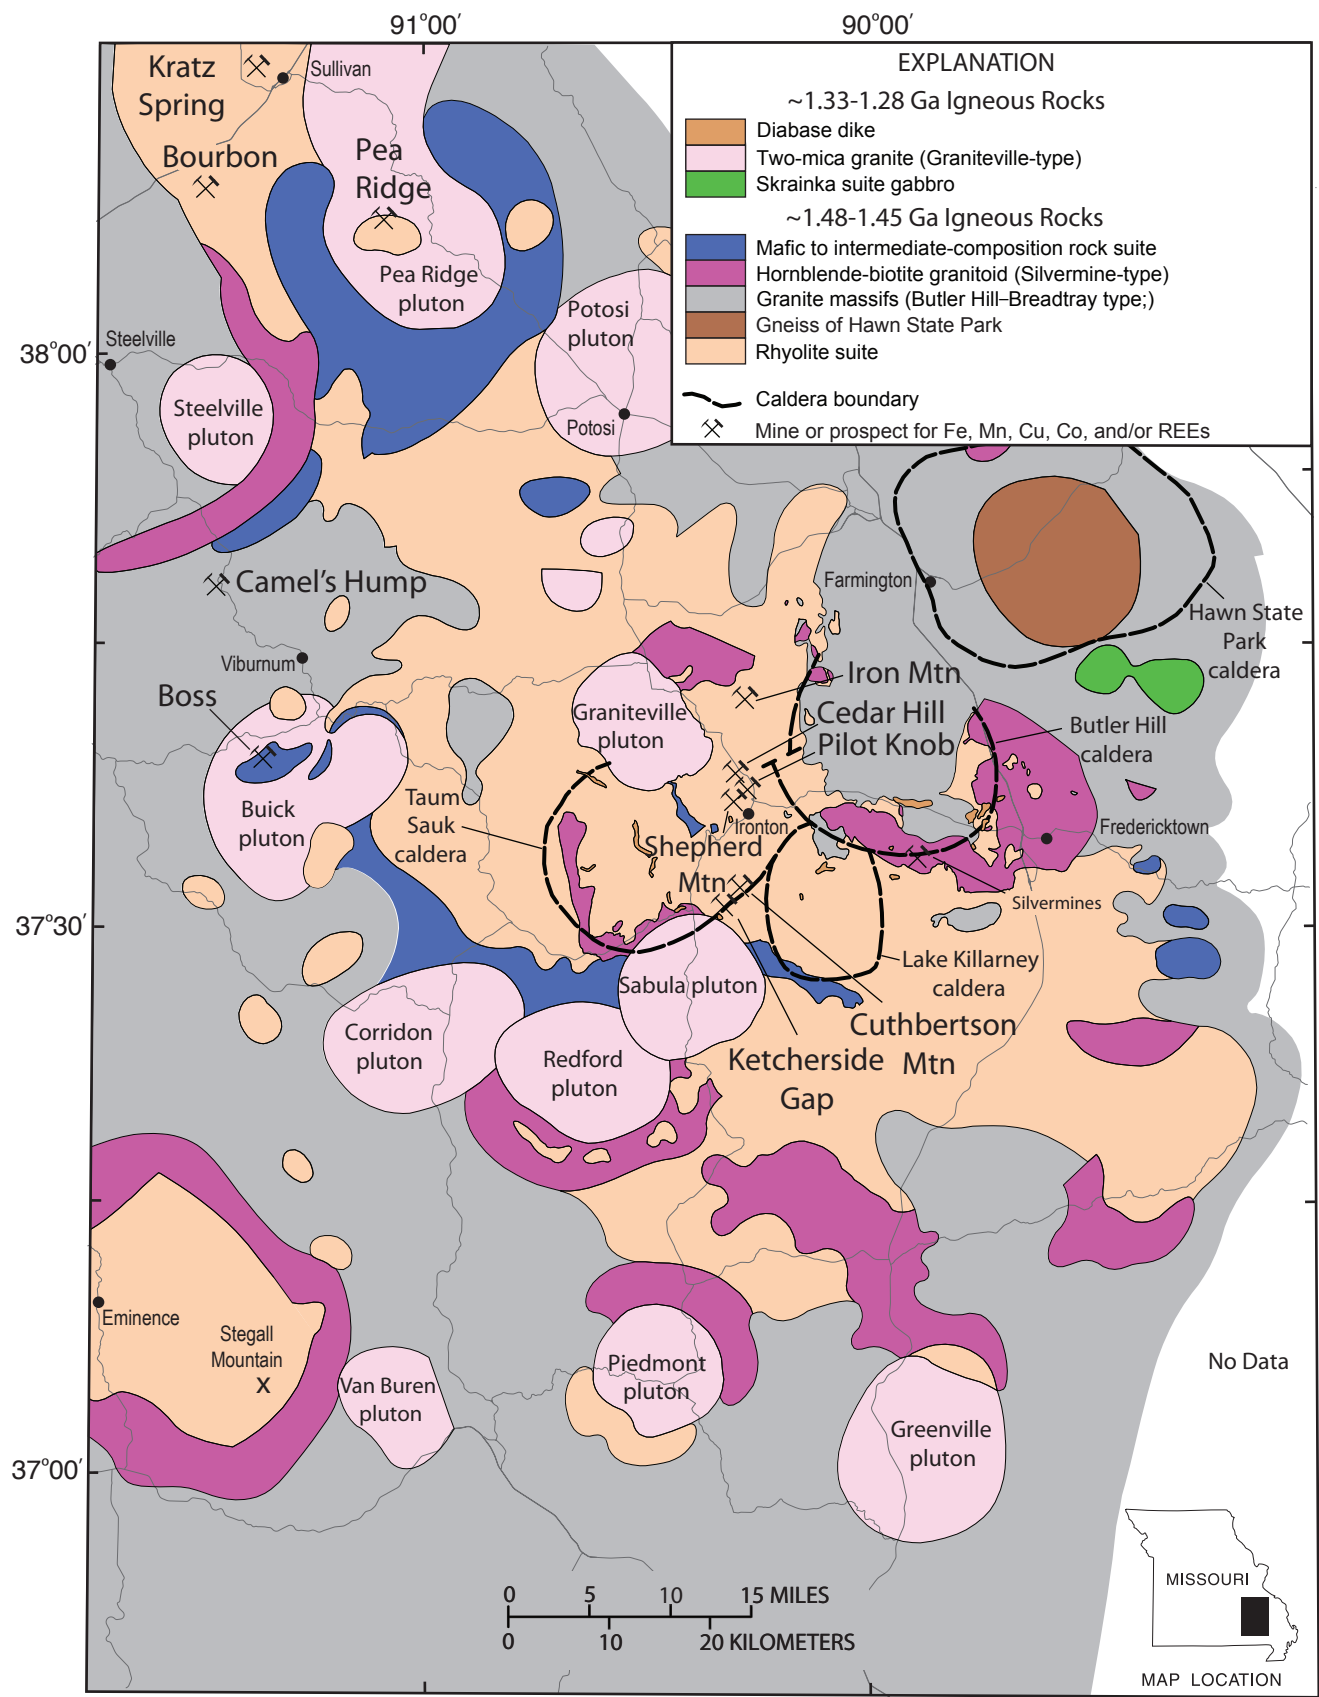 91°00′
90°00′
EXPLANATION
~1.33-1.28 Ga Igneous Rocks
Diabase dike
Two-mica granite (Graniteville-type)
Skrainka suite gabbro
~1.48-1.45 Ga Igneous Rocks
Mafic to intermediate-composition rock suite
Hornblende-biotite granitoid (Silvermine-type)
Granite massifs (Butler Hill–Breadtray type;)
Gneiss of Hawn State Park
Rhyolite suite
Caldera boundary
Mine or prospect for Fe, Mn, Cu, Co, and/or REEs
Kratz
Spring
Sullivan
Bourbon
Pea
Ridge
Pea Ridge
pluton
Potosi
pluton
Potosi
38°00′
Steelville
Steelville
pluton
Camel's Hump
Farmington
Hawn State
Park
caldera
Viburnum
Boss
Iron Mtn
Cedar Hill
Pilot Knob
Graniteville
pluton
Butler Hill
caldera
Buick
pluton
Taum
Sauk
caldera
Ironton
Fredericktown
Shepherd
Mtn
Silvermines
37°30′
Lake Killarney
caldera
Sabula pluton
Corridon
pluton
Redford
pluton
Cuthbertson
Mtn
Ketcherside
Gap
Eminence
Stegall
Mountain
x
Van Buren
pluton
Piedmont
pluton
Greenville
pluton
No Data
37°00′
0 5 10 15 MILES
0 10 20 KILOMETERS
MISSOURI
MAP LOCATION